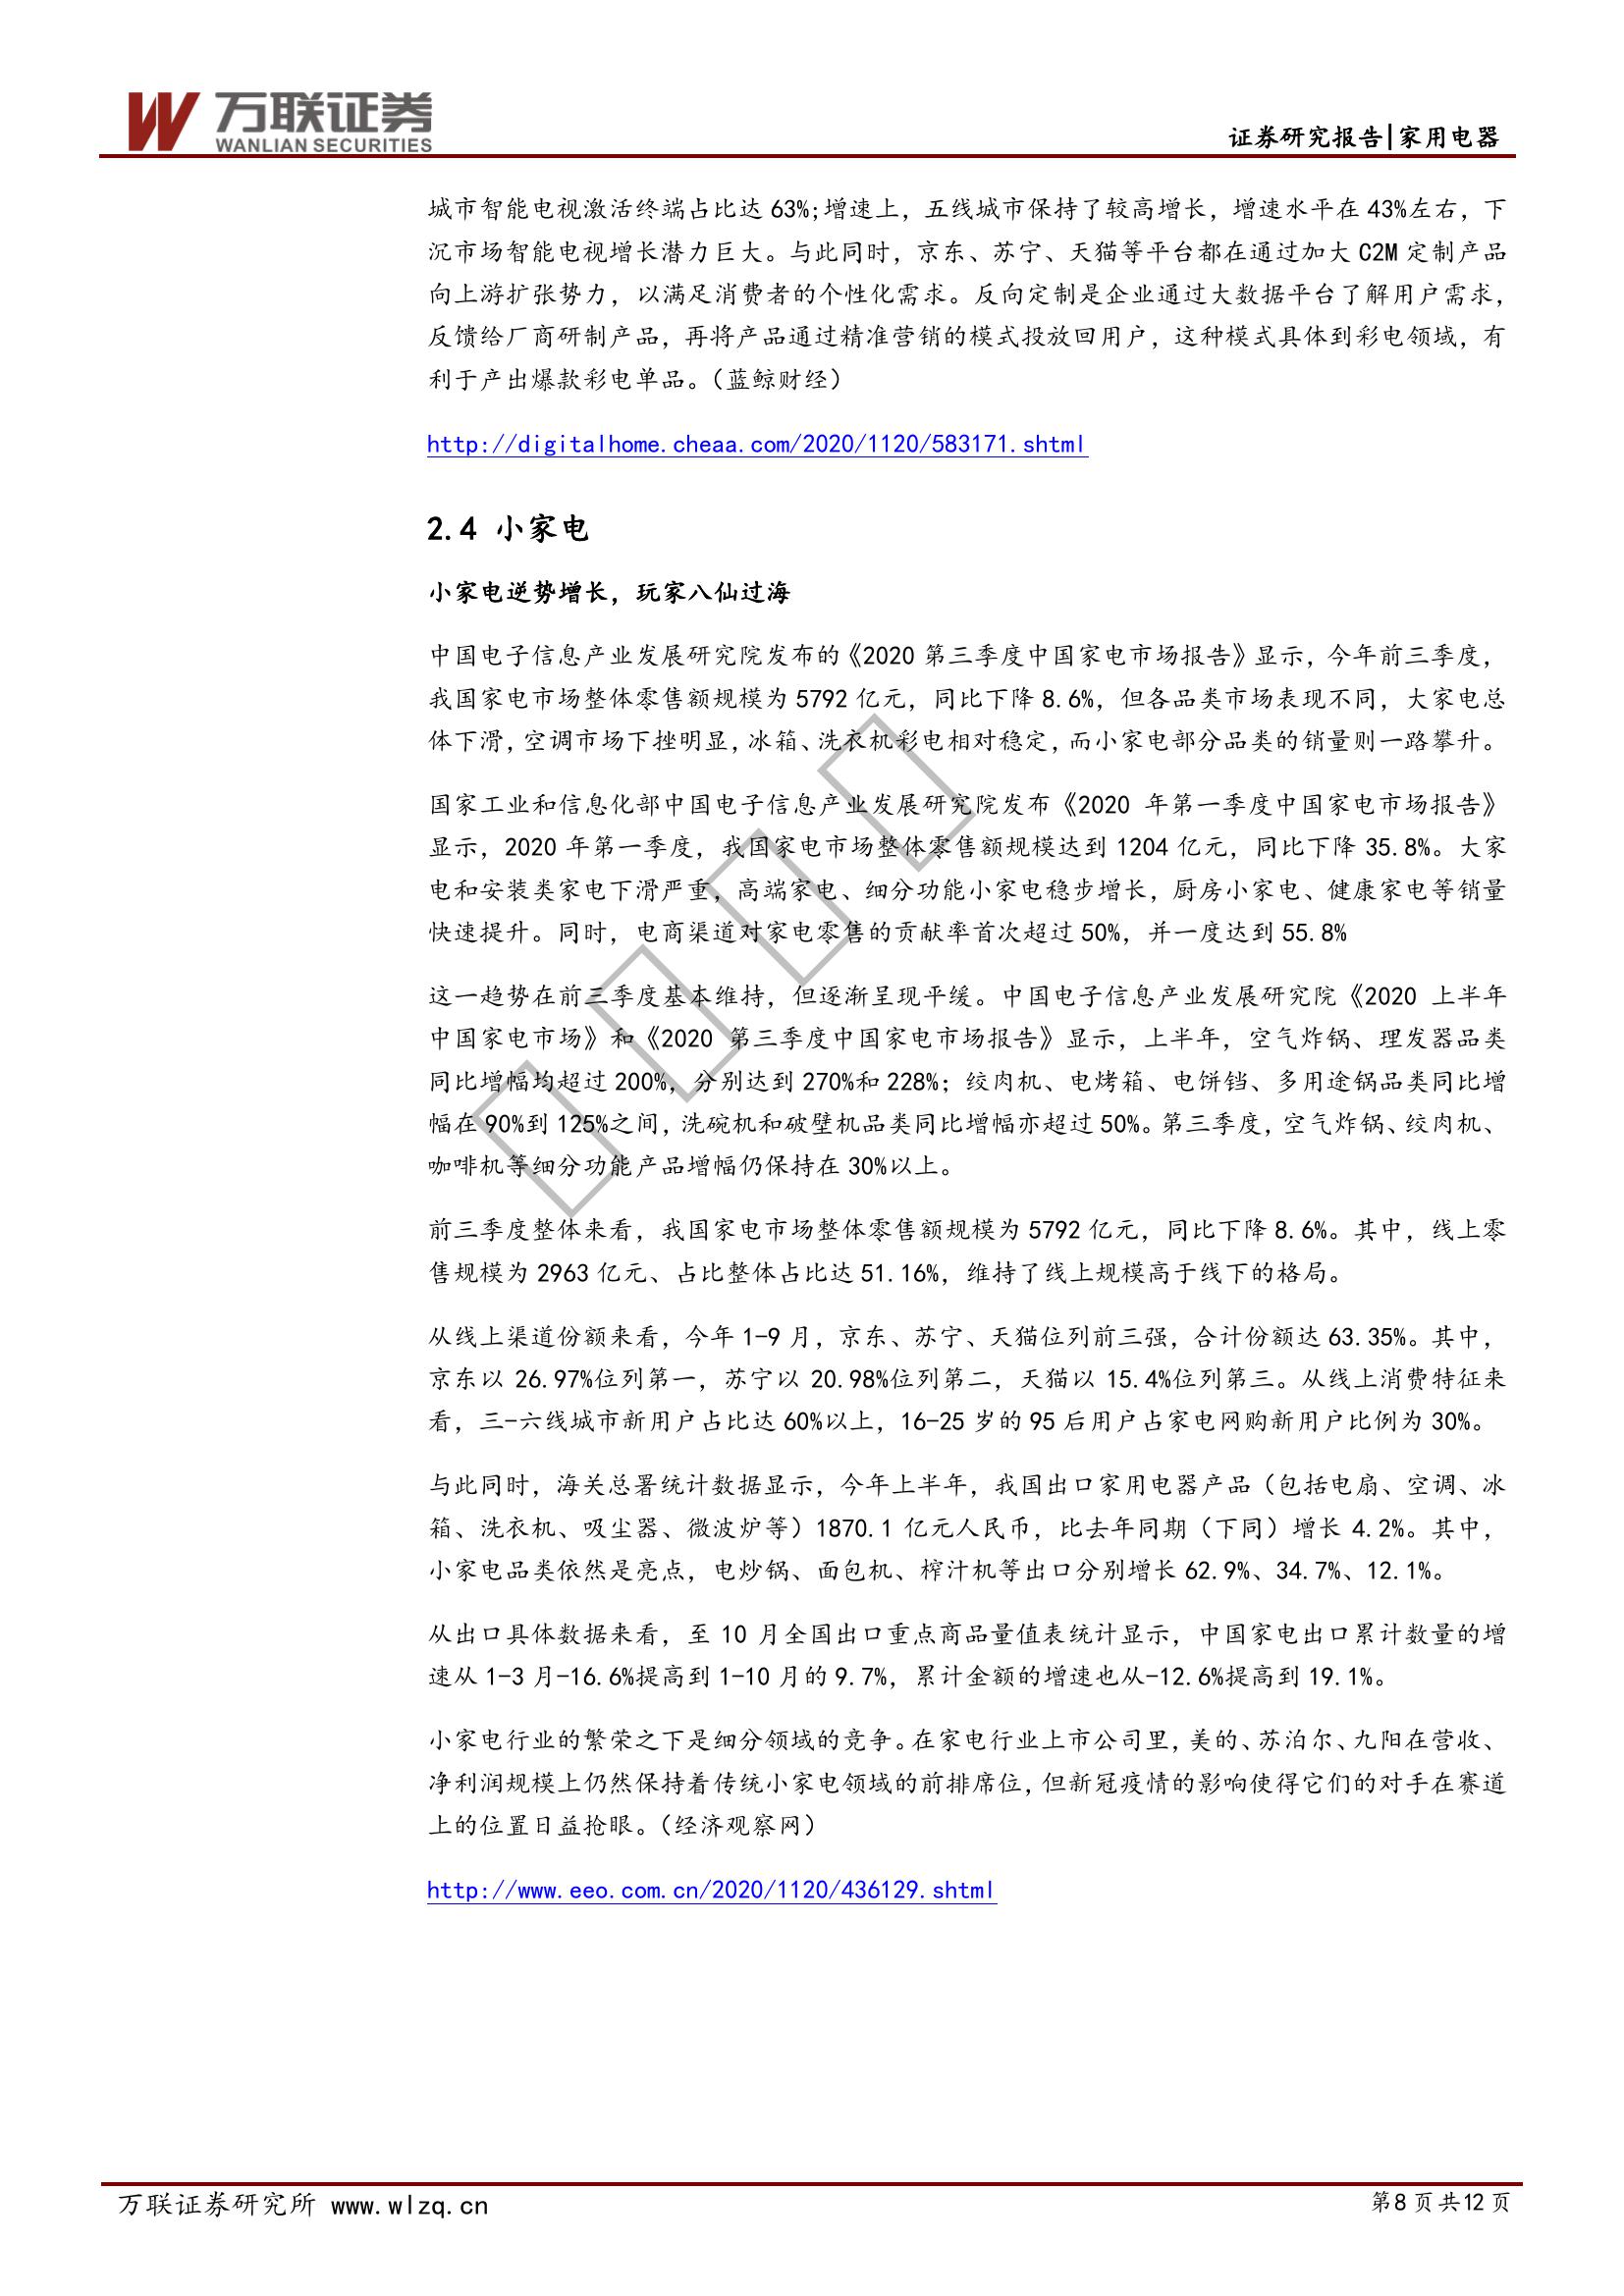 万联证券
WANLIAN SECURITIES
证券研究报告|家用电器
城市智能电视激活终端占比达 63%;增速上，五线城市保持了较高增长，增速水平在 43%左右，下
沉市场智能电视增长潜力巨大。与此同时，京东、苏宁、天猫等平台都在通过加大 C2M 定制产品
向上游扩张势力，以满足消费者的个性化需求。反向定制是企业通过大数据平台了解用户需求，
反馈给厂商研制产品，再将产品通过精准营销的模式投放回用户，这种模式具体到彩电领域，有
利于产出爆款彩电单品。（蓝鲸财经）
http://digitalhome.cheaa.com/2020/1120/583171.shtml
2.4 小家电
小家电逆势增长，玩家八仙过海
中国电子信息产业发展研究院发布的《2020 第三季度中国家电市场报告》显示，今年前三季度，
我国家电市场整体零售额规模为 5792 亿元，同比下降 8.6%，但各品类市场表现不同，大家电总
体下滑，空调市场下挫明显，冰箱、洗衣机彩电相对稳定，而小家电部分品类的销量则一路攀升。
国家工业和信息化部中国电子信息产业发展研究院发布《2020 年第一季度中国家电市场报告》
显示，2020 年第一季度，我国家电市场整体零售额规模达到 1204 亿元，同比下降 35.8%。大家
电和安装类家电下滑严重，高端家电、细分功能小家电稳步增长，厨房小家电、健康家电等销量
快速提升。同时，电商渠道对家电零售的贡献率首次超过 50%，并一度达到 55.8%
这一趋势在前三季度基本维持，但逐渐呈现平缓。中国电子信息产业发展研究院《2020 上半年
中国家电市场》和《2020 第三季度中国家电市场报告》显示，上半年，空气炸锅、理发器品类
同比增幅均超过 200%，分别达到 270%和 228%；绞肉机、电烤箱、电饼铛、多用途锅品类同比增
幅在 90%到 125%之间，洗碗机和破壁机品类同比增幅亦超过 50%。第三季度，空气炸锅、绞肉机、
咖啡机等细分功能产品增幅仍保持在 30%以上。
前三季度整体来看，我国家电市场整体零售额规模为 5792 亿元，同比下降 8.6%。其中，线上零
售规模为 2963 亿元、占比整体占比达 51.16%，维持了线上规模高于线下的格局。
从线上渠道份额来看，今年 1-9 月，京东、苏宁、天猫位列前三强，合计份额达 63.35%。其中，
京东以 26.97%位列第一，苏宁以 20.98%位列第二，天猫以 15.4%位列第三。从线上消费特征来
看，三-六线城市新用户占比达 60%以上，16-25 岁的 95 后用户占家电网购新用户比例为 30%。
与此同时，海关总署统计数据显示，今年上半年，我国出口家用电器产品（包括电扇、空调、冰
箱、洗衣机、吸尘器、微波炉等）1870.1 亿元人民币，比去年同期（下同）增长 4.2%。其中，
小家电品类依然是亮点，电炒锅、面包机、榨汁机等出口分别增长 62.9%、34.7%、12.1%。
从出口具体数据来看，至 10 月全国出口重点商品量值表统计显示，中国家电出口累计数量的增
速从 1-3 月-16.6%提高到 1-10 月的 9.7%，累计金额的增速也从-12.6%提高到 19.1%。
小家电行业的繁荣之下是细分领域的竞争。在家电行业上市公司里，美的、苏泊尔、九阳在营收、
净利润规模上仍然保持着传统小家电领域的前排席位，但新冠疫情的影响使得它们的对手在赛道
上的位置日益抢眼。（经济观察网）
http://www.eeo.com.cn/2020/1120/436129.shtml
万联证券研究所 www.wlzq.cn
第8 页 共12 页